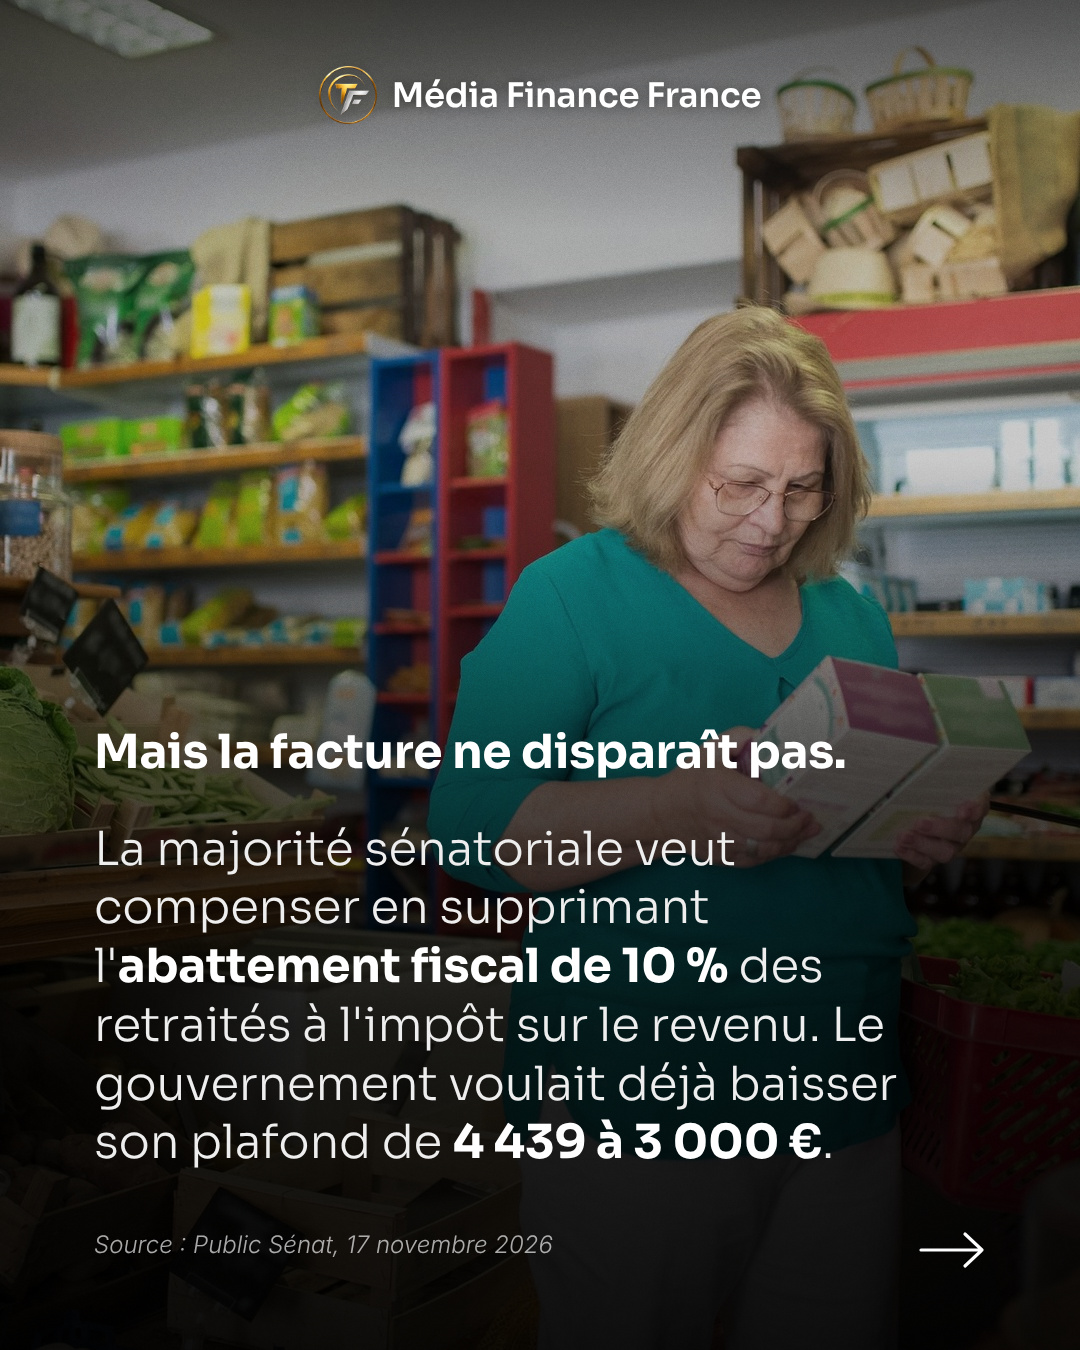 Média Finance France
Mais la facture ne disparaît pas.
La majorité sénatoriale veut
compenser en supprimant
l'abattement fiscal de 10 % des
retraités à l'impôt sur le revenu. Le
gouvernement voulait déjà baisser
son plafond de 4 439 à 3 000 €.
Source : Public Sénat, 17 novembre 2026